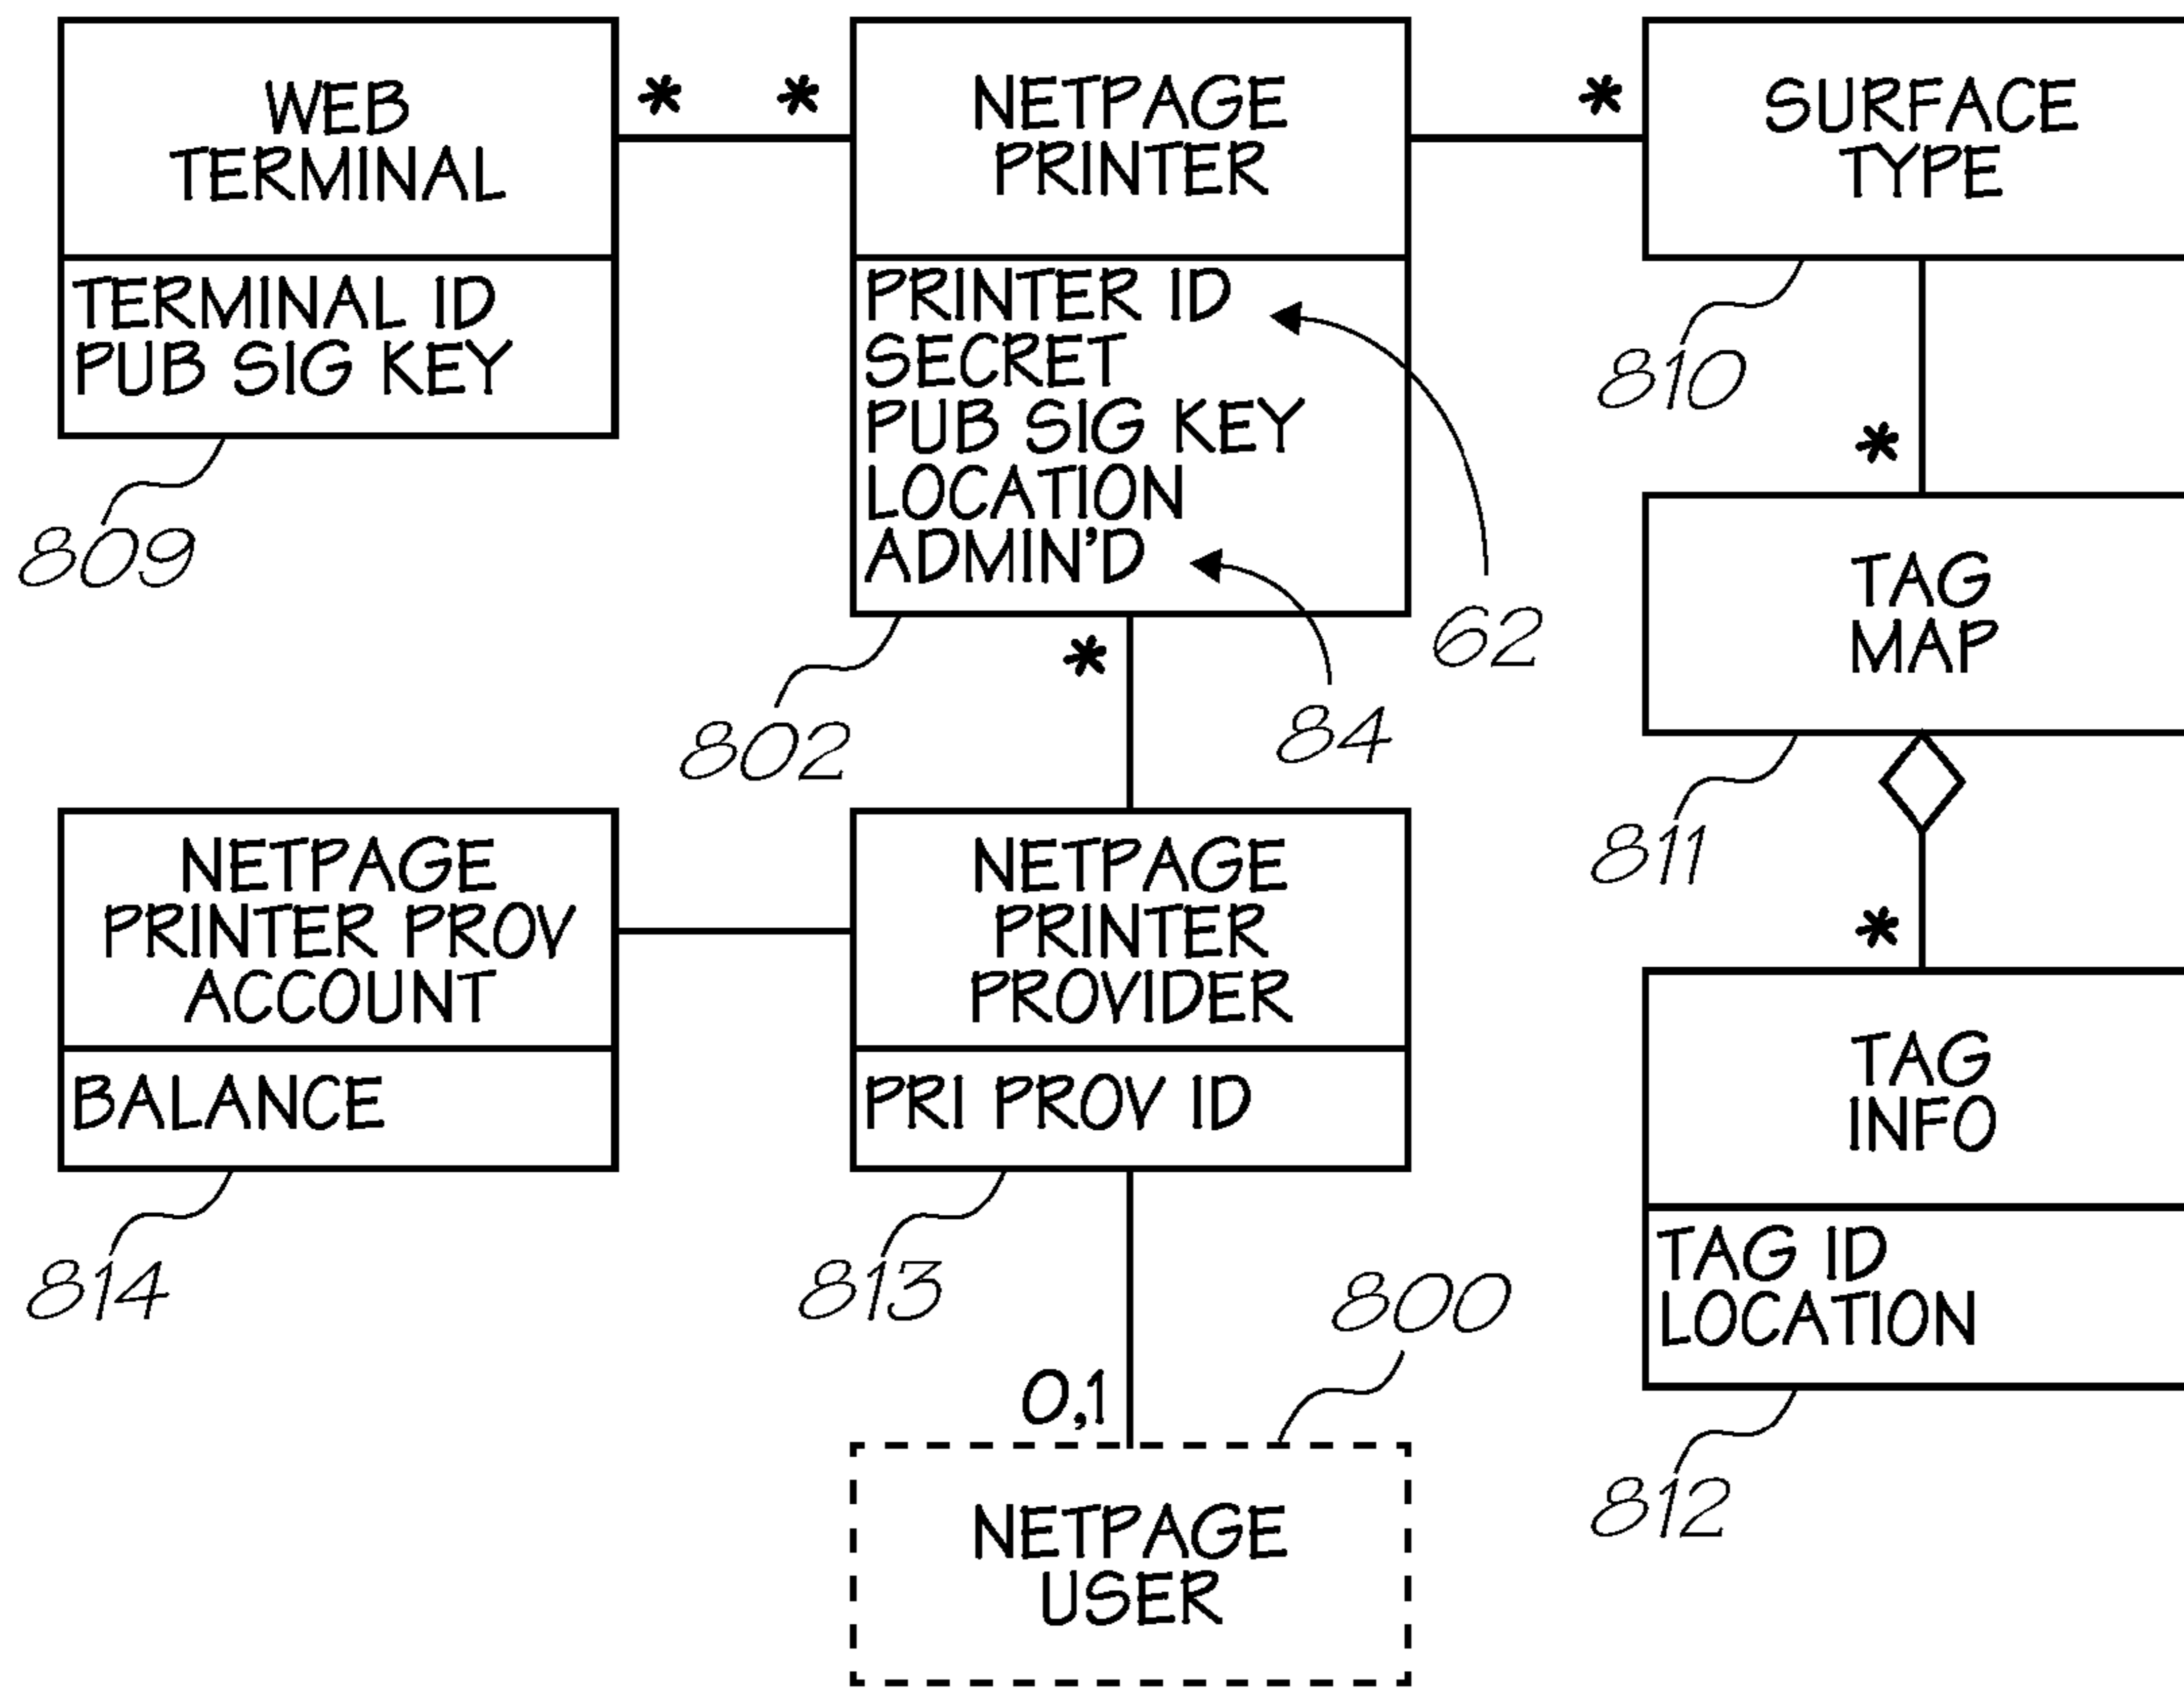 WEB
TERMINAL
TERMINAL ID
PUB SIG KEY
809
*
*
NETPAGE
PRINTER
PRINTER ID
SECRET
PUB SIG KEY
LOCATION
ADMIN'D
62
84
802
*
*
SURFACE
TYPE
810
*
TAG
MAP
811
*
TAG
INFO
TAG ID
LOCATION
812
NETPAGE
PRINTER PROV
ACCOUNT
BALANCE
814
NETPAGE
PRINTER
PROVIDER
PRI PROV ID
813
800
0,1
NETPAGE
USER